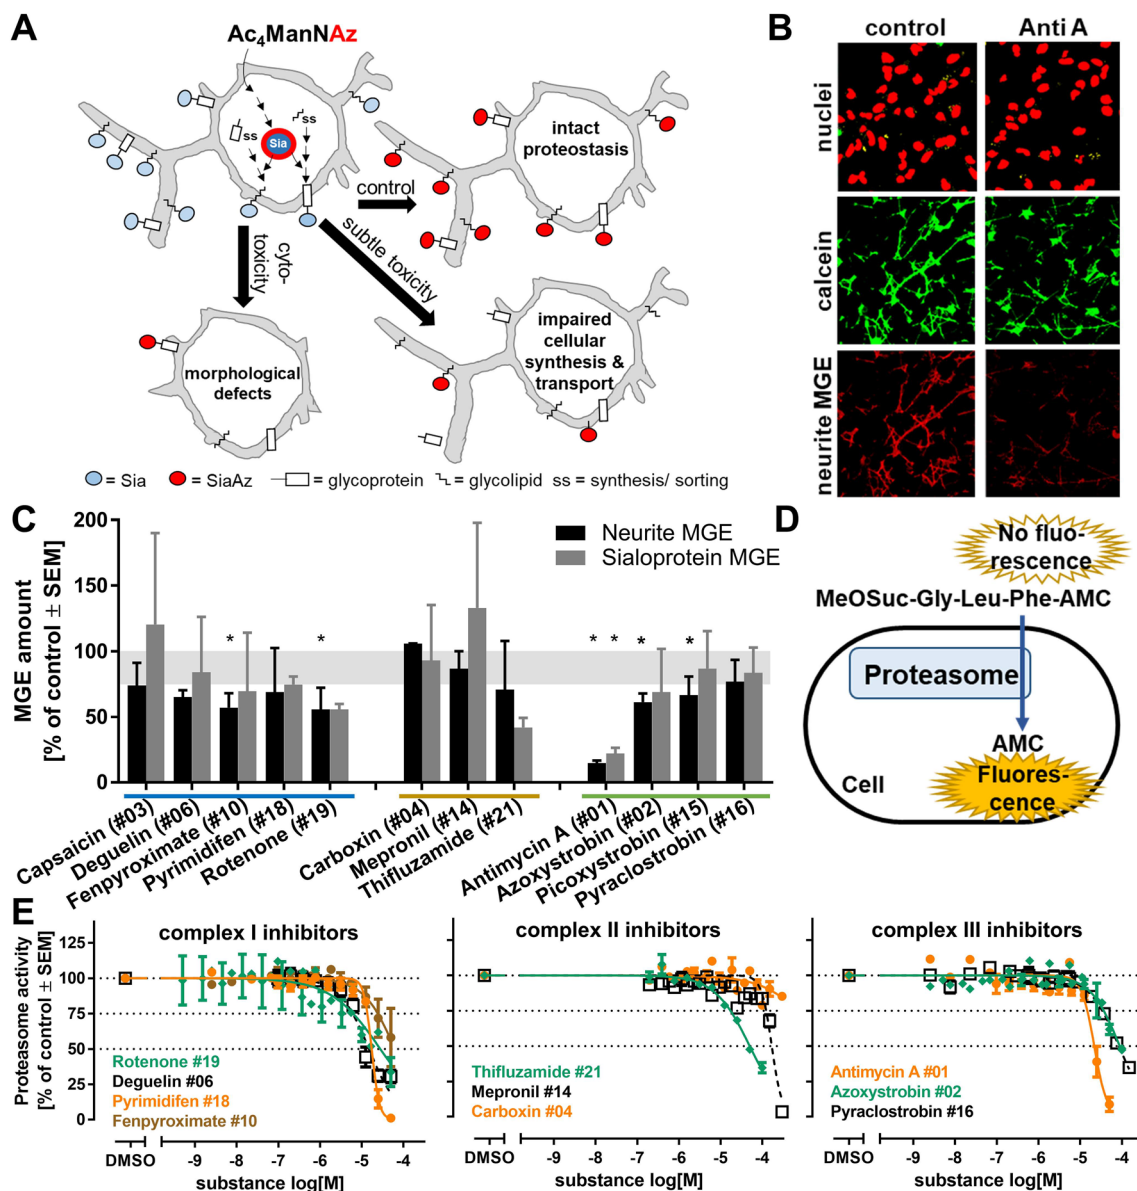 A
Ac4ManNAz
ss
ss
Sia
control
intact
proteostasis
cyto-
toxicity
subtle toxicity
morphological
defects
impaired
cellular
synthesis &
transport
= Sia
= SiaAz
= glycoprotein
= glycolipid
ss = synthesis/ sorting
B
control
Anti A
nuclei
calcein
neurite MGE
C
MGE amount
[% of control ± SEM]
200
150
100
50
0
Neurite MGE
Sialoprotein MGE
*
*
*
*
*
*
Capsaicin (#03)
Deguelin (#06)
Fenpyroximate (#10)
Pyrimidifen (#18)
Rotenone (#19)
Carboxin (#04)
Mepronil (#14)
Thifluzamide (#21)
Antimycin A (#01)
Azoxystrobin (#02)
Picoxystrobin (#15)
Pyraclostrobin (#16)
D
No fluo-
rescence
MeOSuc-Gly-Leu-Phe-AMC
Proteasome
AMC
Cell
Fluores-
cence
E
Proteasome activity
[% of control ± SEM]
125
100
75
50
25
0
complex I inhibitors
Rotenone #19
Deguelin #06
Pyrimidifen #18
Fenpyroximate #10
DMSO
-9
-8
-7
-6
-5
-4
substance log[M]
complex II inhibitors
Thifluzamide #21
Mepronil #14
Carboxin #04
DMSO
-9
-8
-7
-6
-5
-4
substance log[M]
complex III inhibitors
Antimycin A #01
Azoxystrobin #02
Pyraclostrobin #16
DMSO
-9
-8
-7
-6
-5
-4
substance log[M]